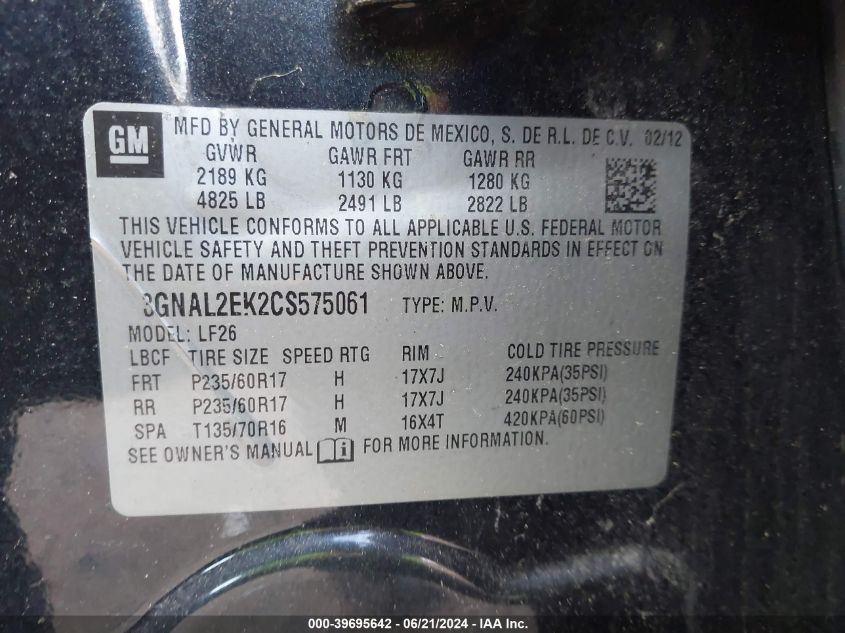 GM
MFD BY GENERAL MOTORS DE MEXICO, S. DE R.L. DE C.V. 02/12
GVWR GAWR FRT GAWR RR
2189 KG 1130 KG 1280 KG
4825 LB 2491 LB 2822 LB
THIS VEHICLE CONFORMS TO ALL APPLICABLE U.S. FEDERAL MOTOR
VEHICLE SAFETY AND THEFT PREVENTION STANDARDS IN EFFECT ON
THE DATE OF MANUFACTURE SHOWN ABOVE.
3GNAL2EK2CS575061 TYPE: M.P.V.
MODEL: LF26
LBCF TIRE SIZE SPEED RTG RIM COLD TIRE PRESSURE
FRT P235/60R17 H 17X7J 240KPA(35PSI)
RR P235/60R17 H 17X7J 240KPA(35PSI)
SPA T135/70R16 M 16X4T 420KPA(60PSI)
SEE OWNER'S MANUAL i FOR MORE INFORMATION.
000-39695642 - 06/21/2024 - IAA Inc.